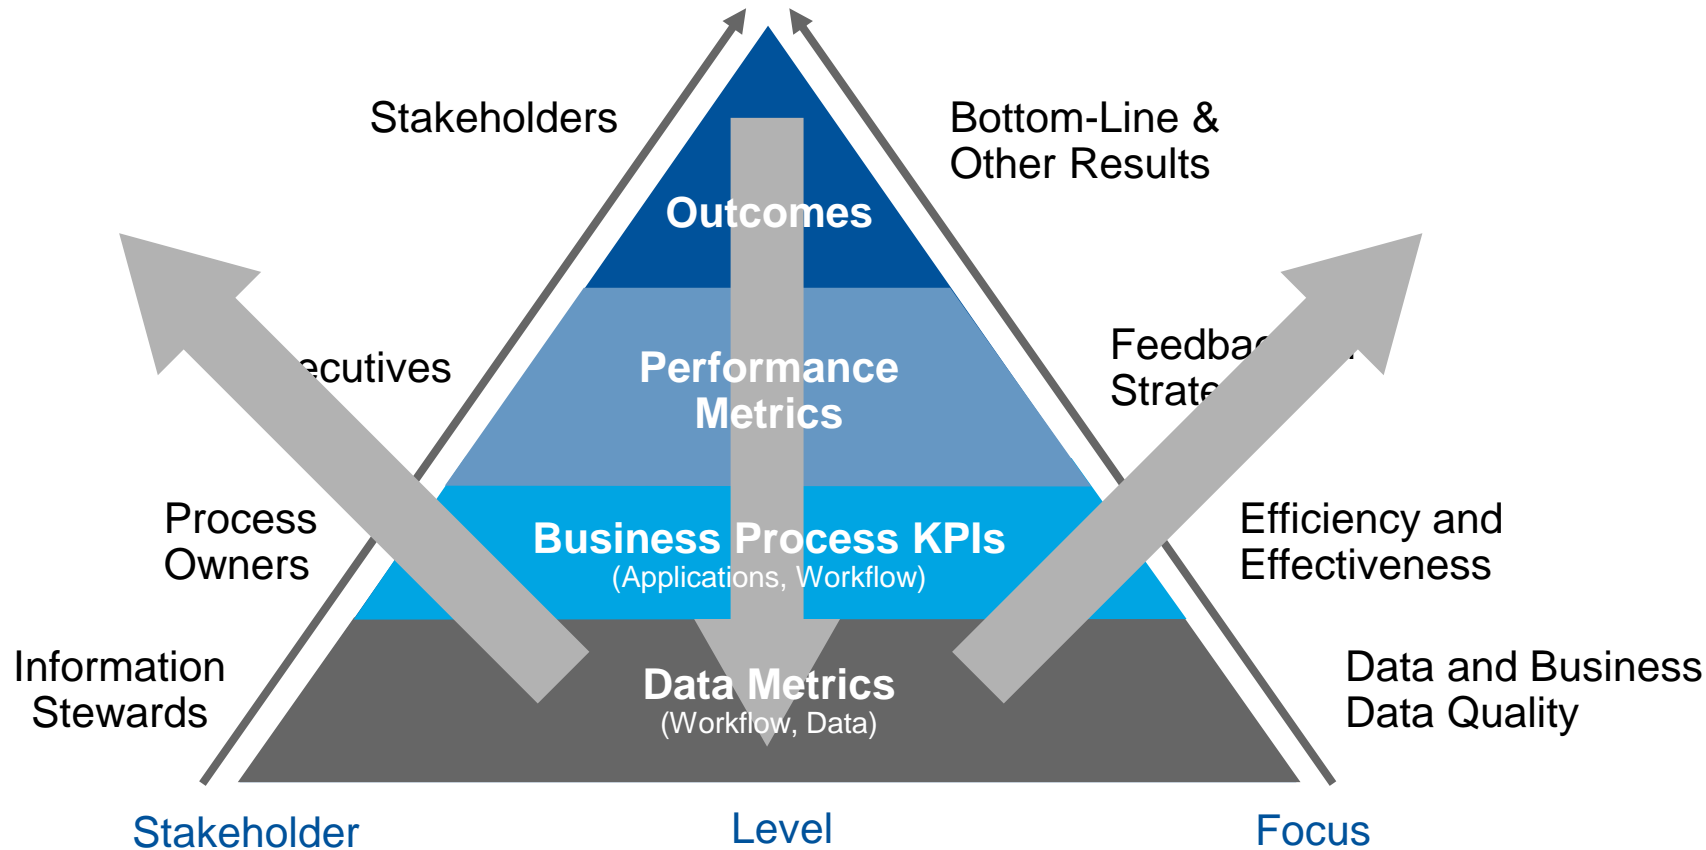 Stakeholders
Bottom-Line &
Other Results
Outcomes
Performance
Metrics
Process
Owners
Business Process KPIs
(Applications, Workflow)
Efficiency and
Effectiveness
Information
Stewards
Data Metrics
(Workflow, Data)
Data and Business
Data Quality
Stakeholder
Level
Focus